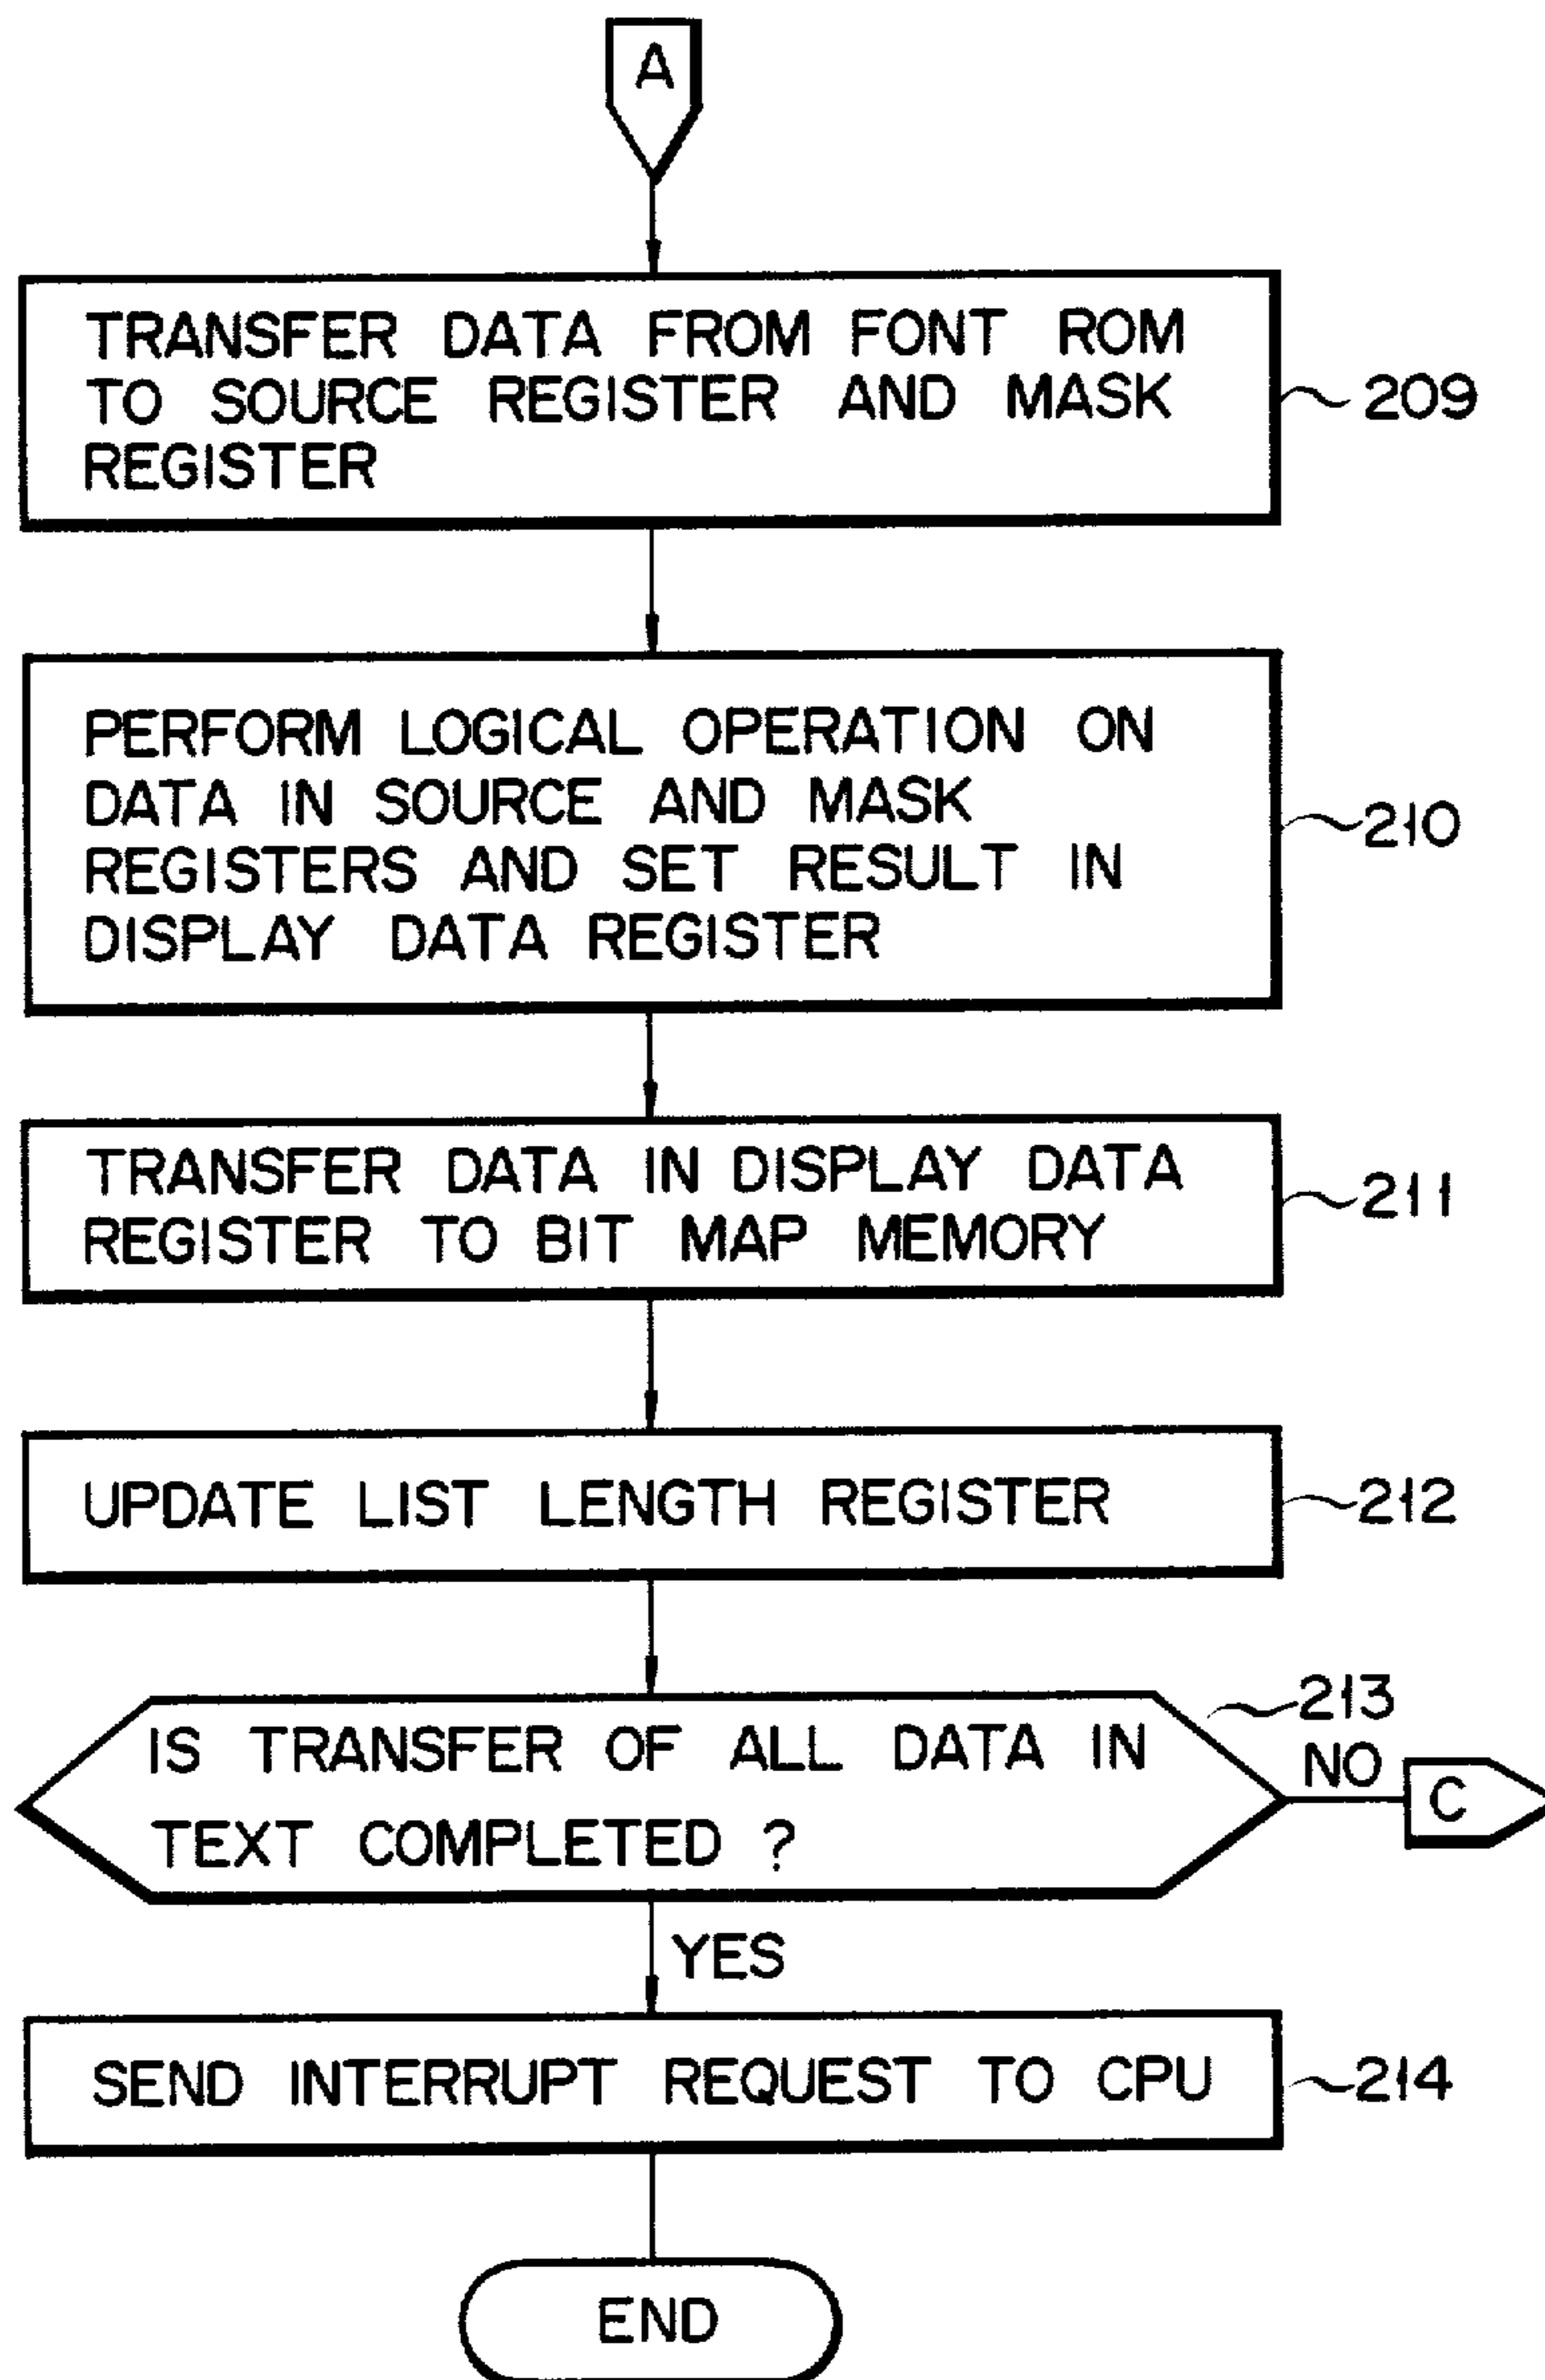 A
TRANSFER DATA FROM FONT ROM
TO SOURCE REGISTER AND MASK
REGISTER
209
PERFORM LOGICAL OPERATION ON
DATA IN SOURCE AND MASK
REGISTERS AND SET RESULT IN
DISPLAY DATA REGISTER
210
TRANSFER DATA IN DISPLAY DATA
REGISTER TO BIT MAP MEMORY
211
UPDATE LIST LENGTH REGISTER
212
IS TRANSFER OF ALL DATA IN
TEXT COMPLETED ?
213
NO
C
YES
SEND INTERRUPT REQUEST TO CPU
214
END